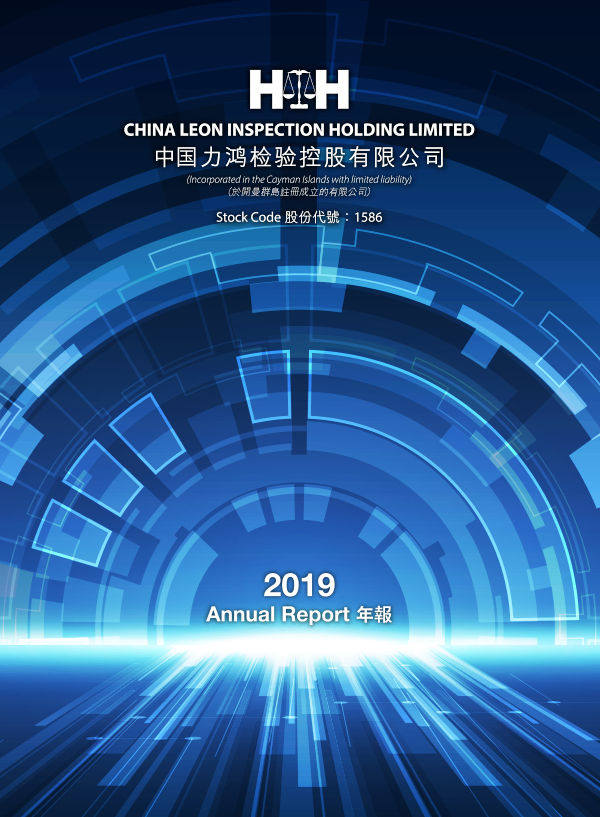 HH
CHINA LEON INSPECTION HOLDING LIMITED
中国力鸿检验控股有限公司
(Incorporated in the Cayman Islands with limited liability)
(於開曼群島註冊成立的有限公司)
Stock Code 股份代號：1586
2019
Annual Report 年報